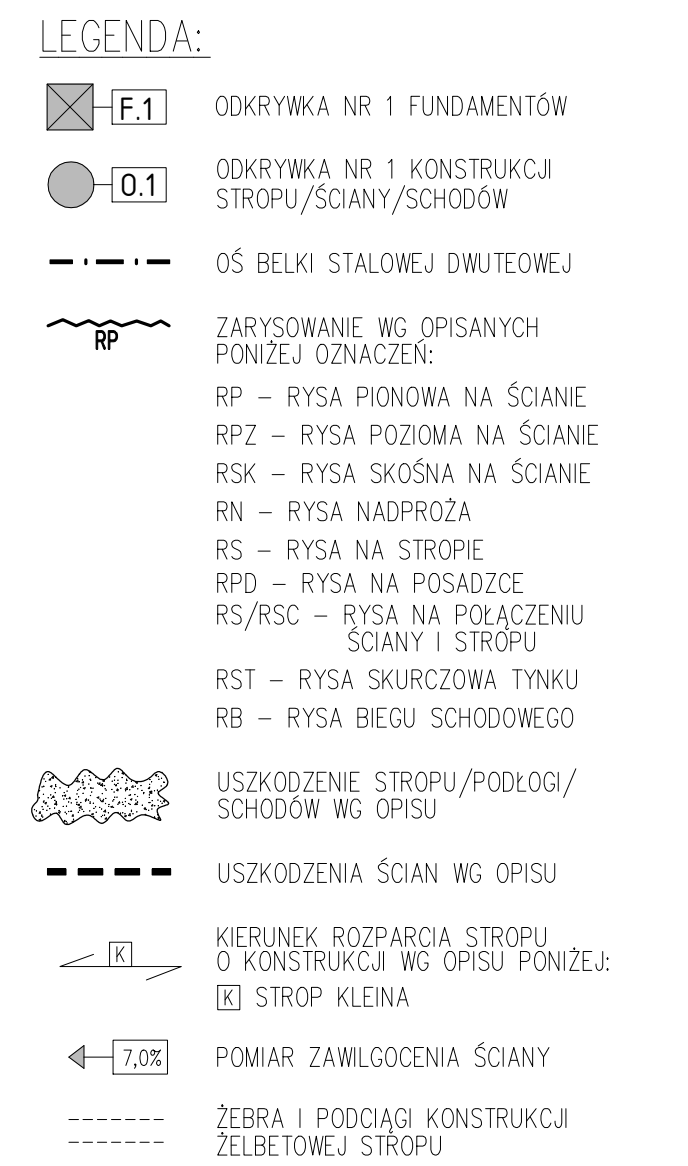 LEGENDA:
F.1 ODKRYWKA NR 1 FUNDAMENTÓW
O.1 ODKRYWKA NR 1 KONSTRUKCJI
STROPU/ŚCIANY/SCHODÓW
OŚ BELKI STALOWEJ DWUTEOWEJ
ZARYSOWANIE WG OPISANYCH
RP PONIŻEJ OZNACZEŃ:
RP – RYSA PIONOWA NA ŚCIANIE
RPZ – RYSA POZIOMA NA ŚCIANIE
RSK – RYSA SKOŚNA NA ŚCIANIE
RN – RYSA NADPROŻA
RS – RYSA NA STROPIE
RPD – RYSA NA POSADZCE
RS/RSC – RYSA NA POŁĄCZENIU
ŚCIANY I STROPU
RST – RYSA SKURCZOWA TYNKU
RB – RYSA BIEGU SCHODOWEGO
USZKODZENIE STROPU/PODŁOGI/
SCHODÓW WG OPISU
USZKODZENIA ŚCIAN WG OPISU
KIERUNEK ROZPARCIA STROPU
K O KONSTRUKCJI WG OPISU PONIŻEJ:
K STROP KLEINA
7,0% POMIAR ZAWILGOCENIA ŚCIANY
ŻEBRA I PODCIĄGI KONSTRUKCJI
ŻELBETOWEJ STROPU